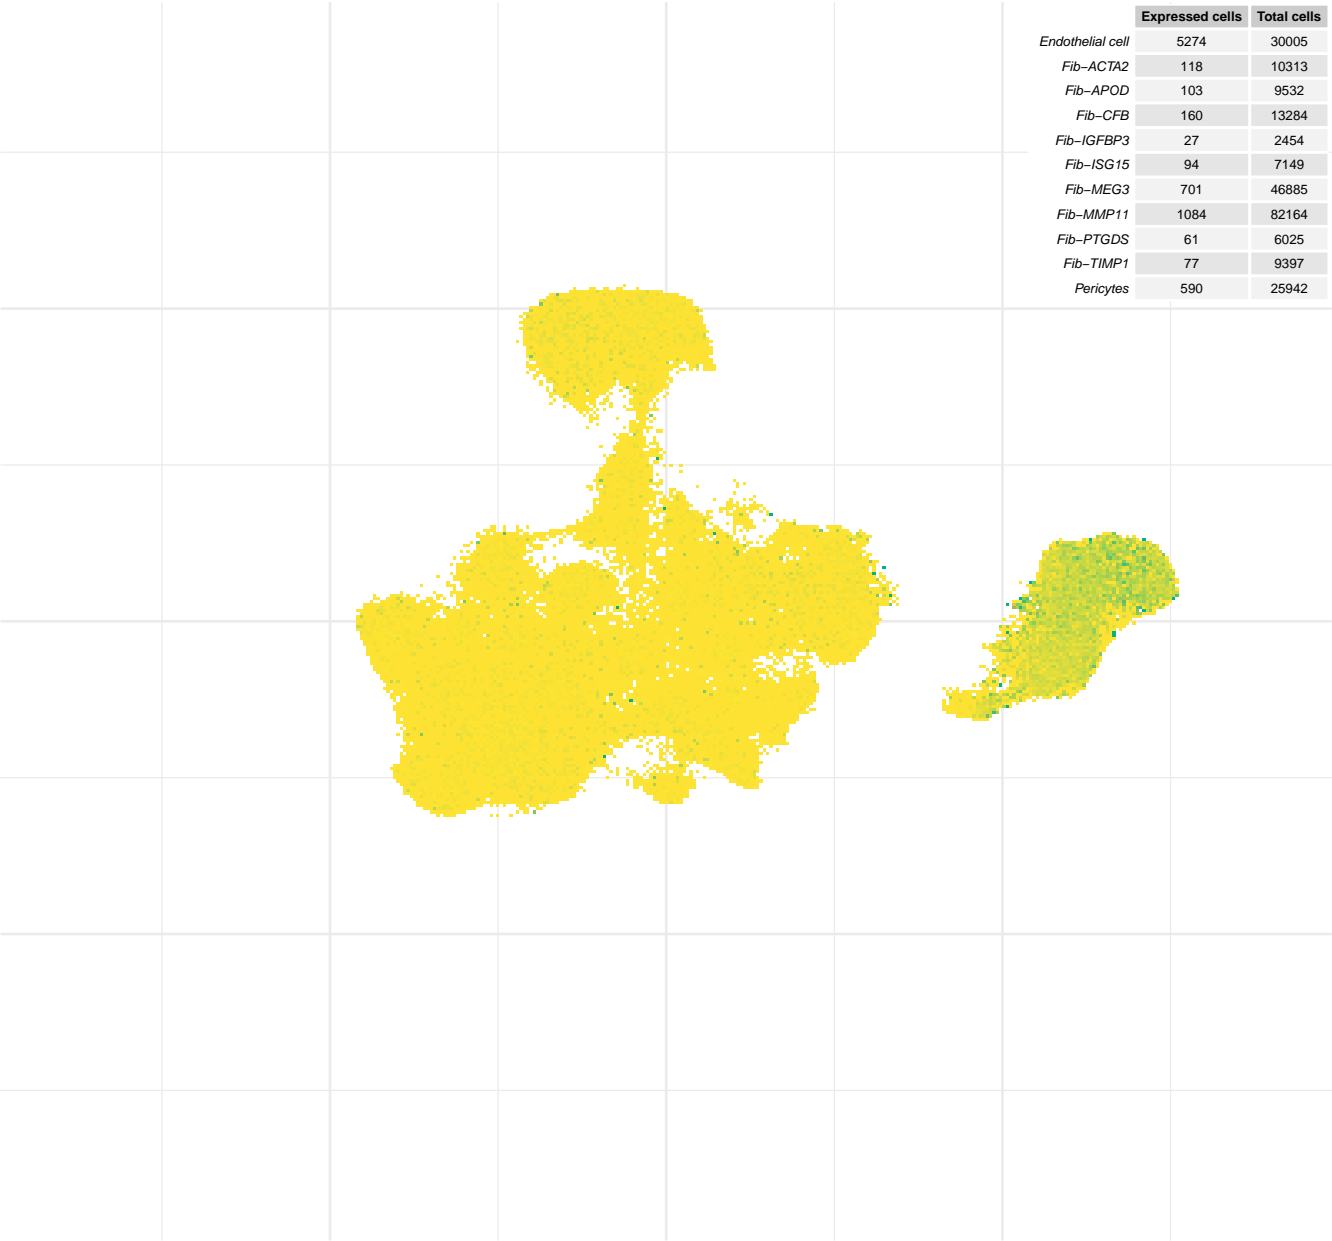 Expressed cells Total cells
Endothelial cell 5274 30005
Fib−ACTA2 118 10313
Fib−APOD 103 9532
Fib−CFB 160 13284
Fib−IGFBP3 27 2454
Fib−ISG15 94 7149
Fib−MEG3 701 46885
Fib−MMP11 1084 82164
Fib−PTGDS 61 6025
Fib−TIMP1 77 9397
Pericytes 590 25942